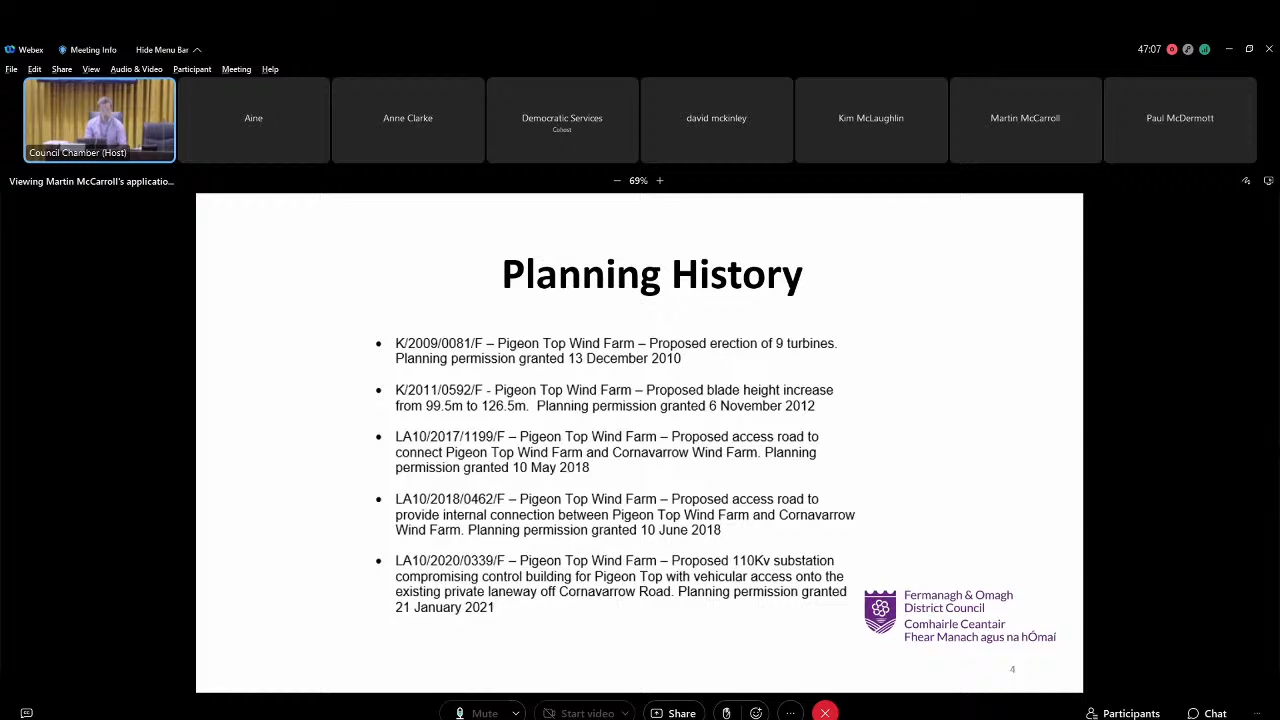 Webex
Meeting Info
Hide Menu Bar
47:07
File Edit Share View Audio & Video Participant Meeting Help
Council Chamber (Host)
Aine
Anne Clarke
Democratic Services
Cohost
david mckinley
Kim McLaughlin
Martin McCarroll
Paul McDermott
Viewing Martin McCarroll's applicatio...
69%
Planning History
• K/2009/0081/F – Pigeon Top Wind Farm – Proposed erection of 9 turbines.
Planning permission granted 13 December 2010
• K/2011/0592/F - Pigeon Top Wind Farm – Proposed blade height increase
from 99.5m to 126.5m. Planning permission granted 6 November 2012
• LA10/2017/1199/F – Pigeon Top Wind Farm – Proposed access road to
connect Pigeon Top Wind Farm and Cornavarrow Wind Farm. Planning
permission granted 10 May 2018
• LA10/2018/0462/F – Pigeon Top Wind Farm – Proposed access road to
provide internal connection between Pigeon Top Wind Farm and Cornavarrow
Wind Farm. Planning permission granted 10 June 2018
• LA10/2020/0339/F – Pigeon Top Wind Farm – Proposed 110Kv substation
compromising control building for Pigeon Top with vehicular access onto the
existing private laneway off Cornavarrow Road. Planning permission granted
21 January 2021
Fermanagh & Omagh
District Council
Comhairle Ceantair
Fhear Manach agus na hÓmaí
4
Mute
Start video
Share
Participants
Chat